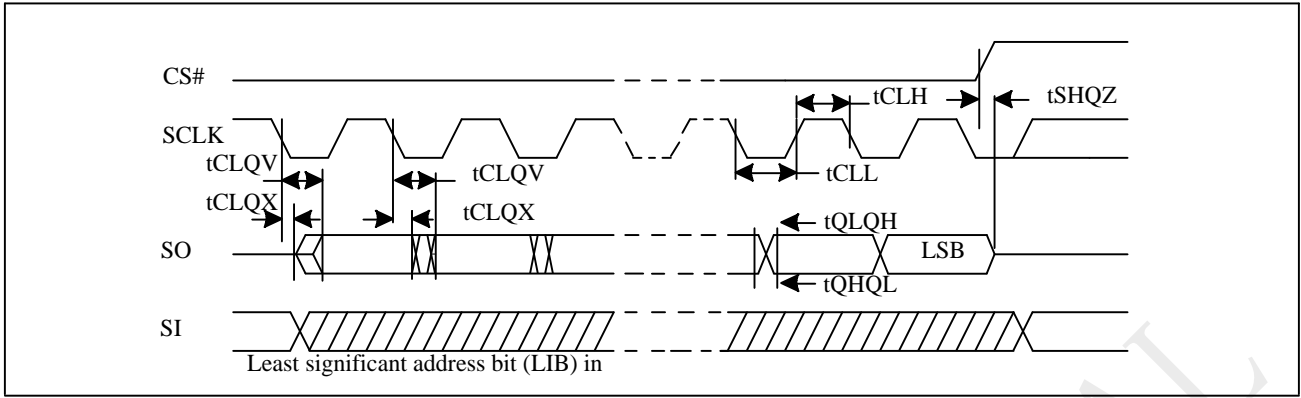 CS#
tCLH
tSHQZ
SCLK
tCLQV
tCLQV
tCLL
tCLQX
tCLQX
tQLQH
SO
LSB
tQHQL
SI
Least significant address bit (LIB) in